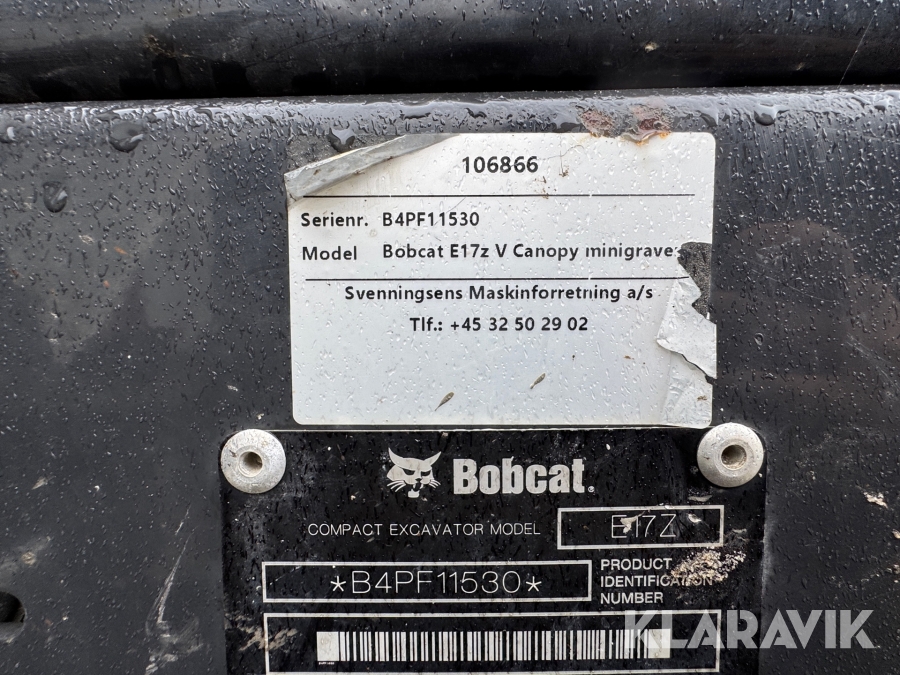 106866
Serienr. B4PF11530
Model Bobcat E17z V Canopy minigraver
Svenningsens Maskinforretning a/s
Tlf.: +45 32 50 29 02
Bobcat.
COMPACT EXCAVATOR MODEL E17Z
*B4PF11530*
PRODUCT
IDENTIFICATION
NUMBER
KLARAVIK